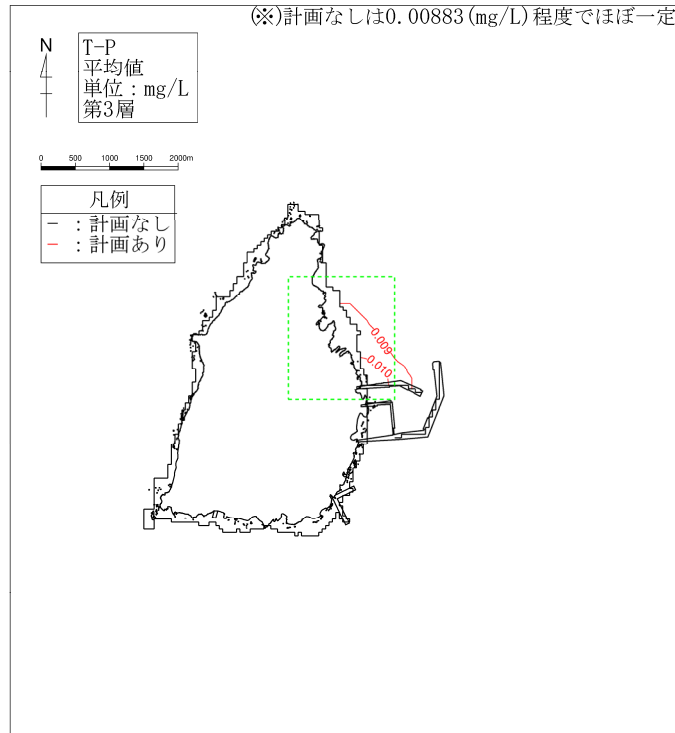 (※)計画なしは0.00883(mg/L)程度でほぼ一定
N
T-P
平均値
単位：mg/L
第3層
0 500 1000 1500 2000m
凡例
－：計画なし
－：計画あり
0.009
0.010